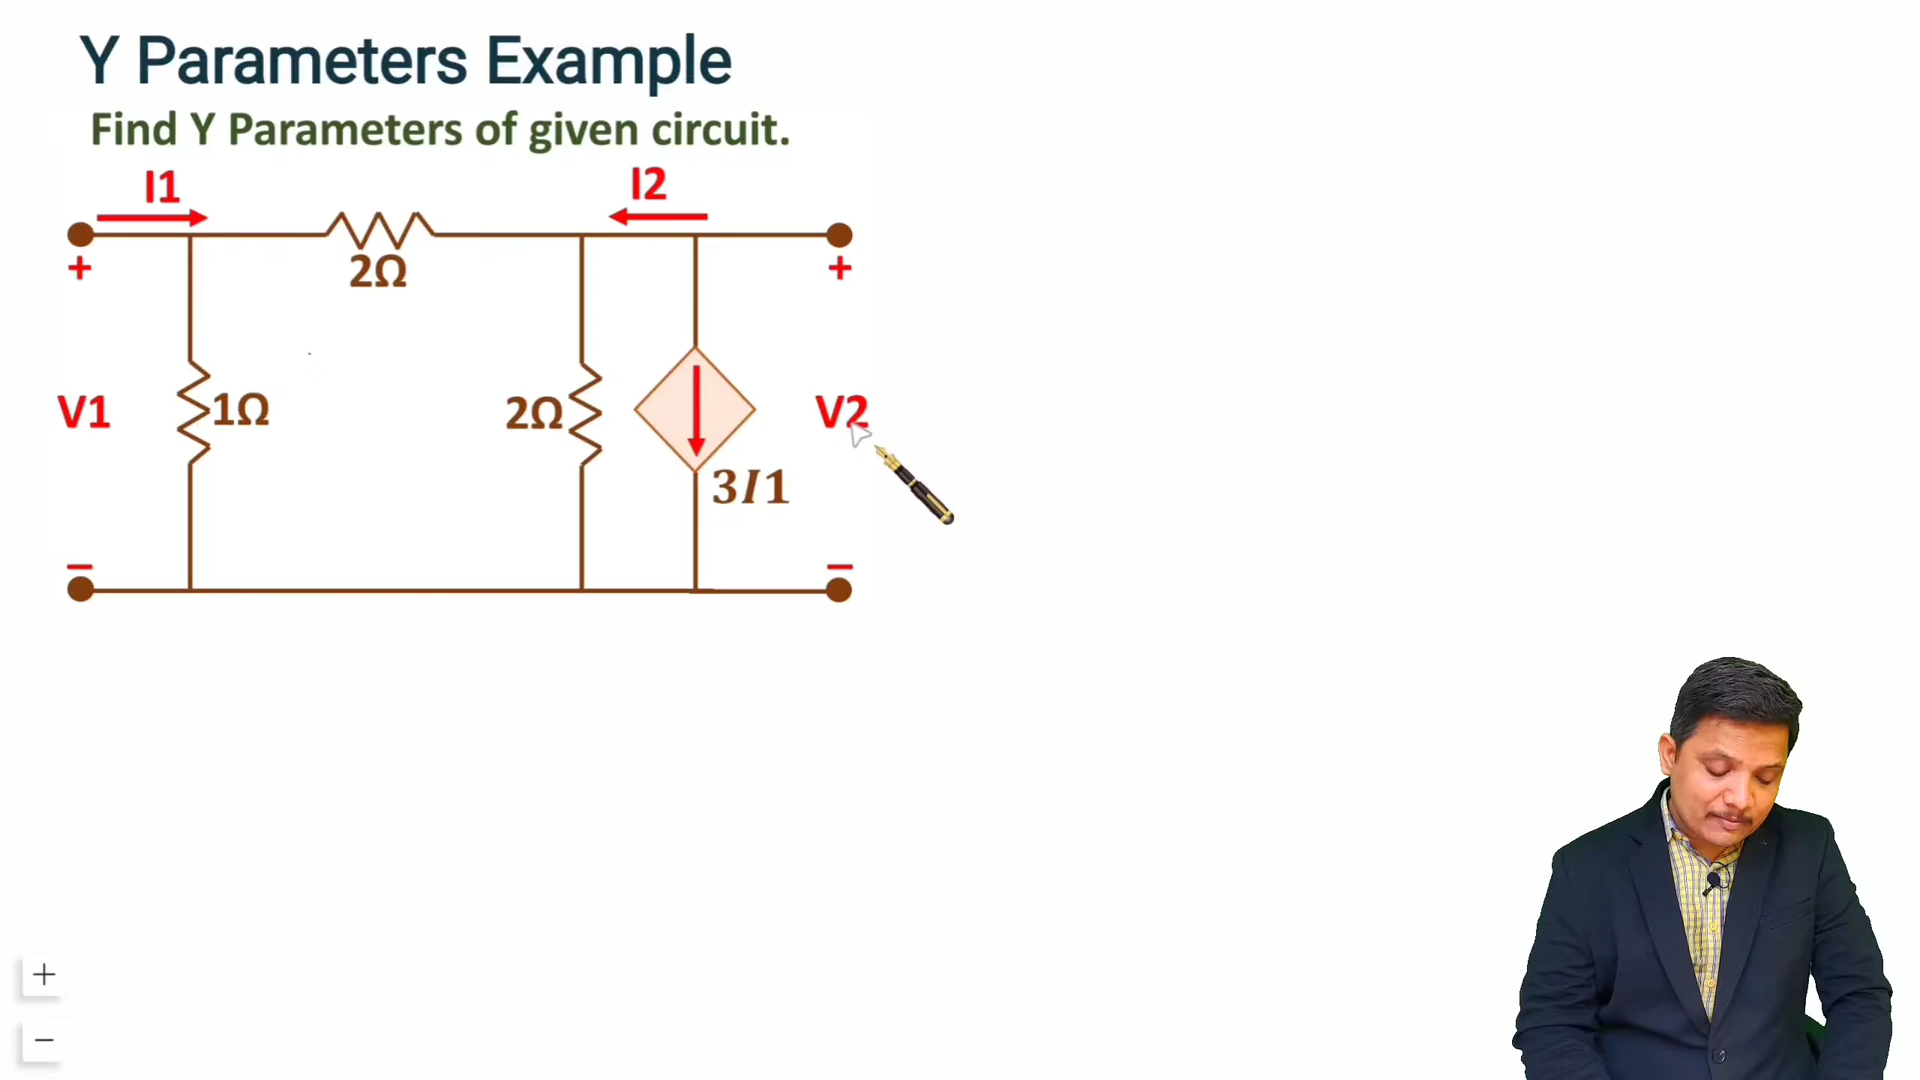 Y Parameters Example
Find Y Parameters of given circuit.
I1
I2
2Ω
+
+
V1
1Ω
2Ω
V2
3I1
−
−
+
−